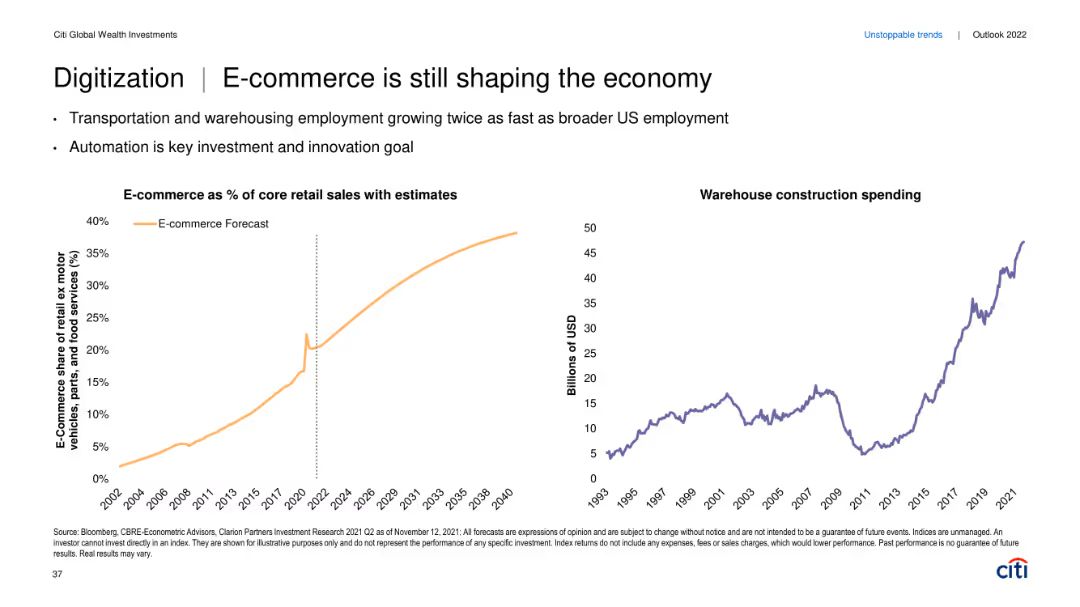 Citi Global Wealth Investments
Unstoppable trends | Outlook 2022
Digitization | E-commerce is still shaping the economy
• Transportation and warehousing employment growing twice as fast as broader US employment
• Automation is key investment and innovation goal
E-commerce as % of core retail sales with estimates
E-Commerce share of retail ex motor
vehicles, parts, and food services (%)
40%
35%
30%
25%
20%
15%
10%
5%
0%
E-commerce Forecast
2002 2004 2006 2008 2011 2013 2015 2017 2020 2022 2024 2026 2029 2031 2033 2035 2038 2040
Warehouse construction spending
Billions of USD
50
45
40
35
30
25
20
15
10
5
0
1993 1995 1997 1999 2001 2003 2005 2007 2009 2011 2013 2015 2017 2019 2021
Source: Bloomberg, CBRE-Econometric Advisors, Clarion Partners Investment Research 2021 Q2 as of November 12, 2021; All forecasts are expressions of opinion and are subject to change without notice and are not intended to be a guarantee of future events. Indices are unmanaged. An
investor cannot invest directly in an index. They are shown for illustrative purposes only and do not represent the performance of any specific investment. Index returns do not include any expenses, fees or sales charges, which would lower performance. Past performance is no guarantee of future
results. Real results may vary.
37
citi